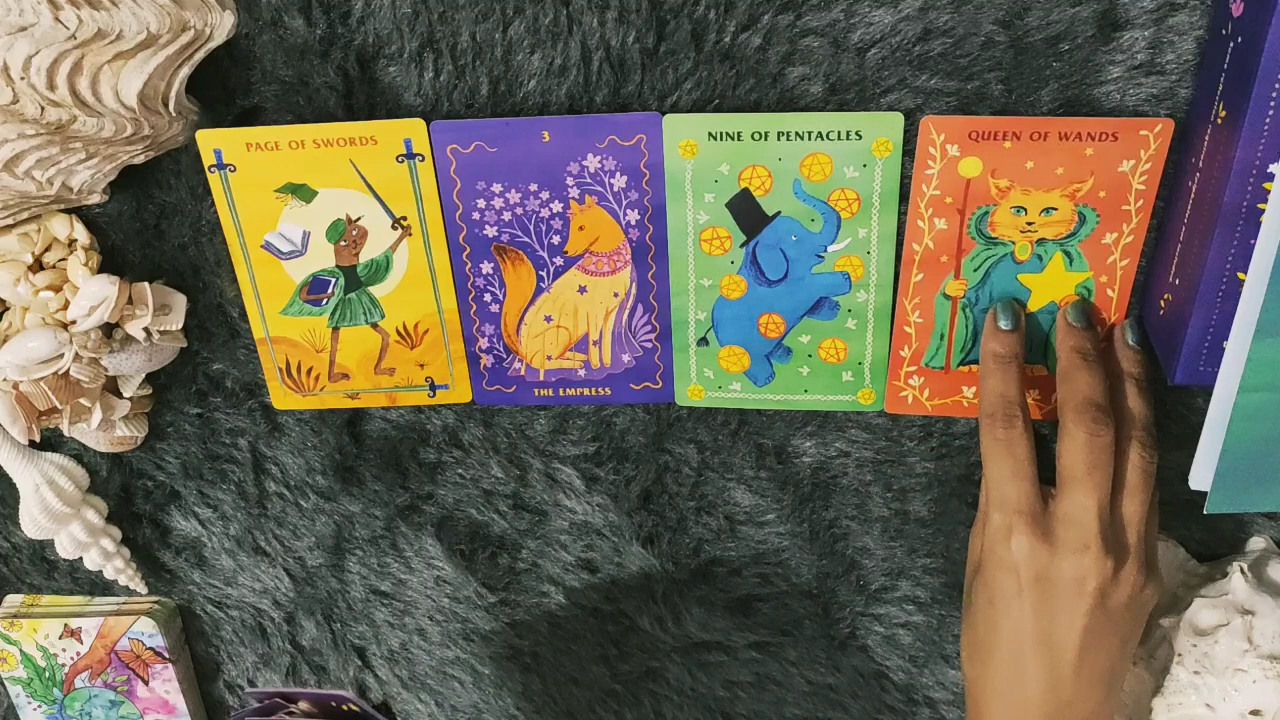 PAGE OF SWORDS
3
THE EMPRESS
NINE OF PENTACLES
QUEEN OF WANDS